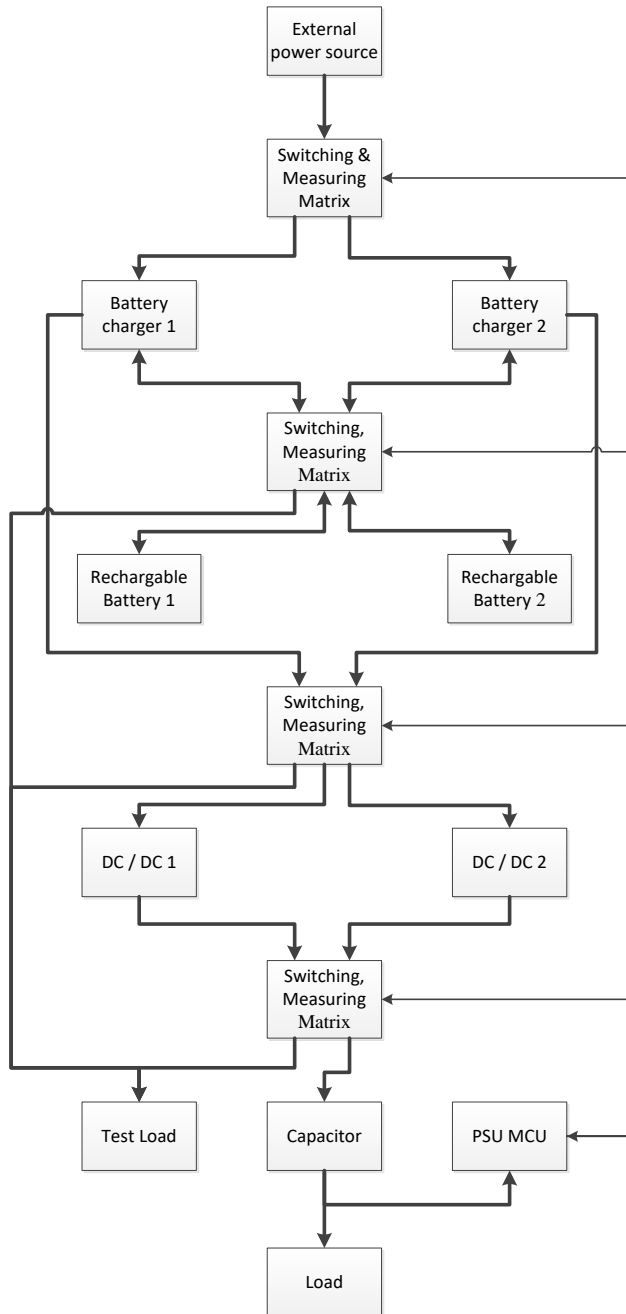 External
power source
Switching &
Measuring
Matrix
Battery
charger 1
Battery
charger 2
Switching,
Measuring
Matrix
Rechargable
Battery 1
Rechargable
Battery 2
Switching,
Measuring
Matrix
DC / DC 1
DC / DC 2
Switching,
Measuring
Matrix
Test Load
Capacitor
PSU MCU
Load